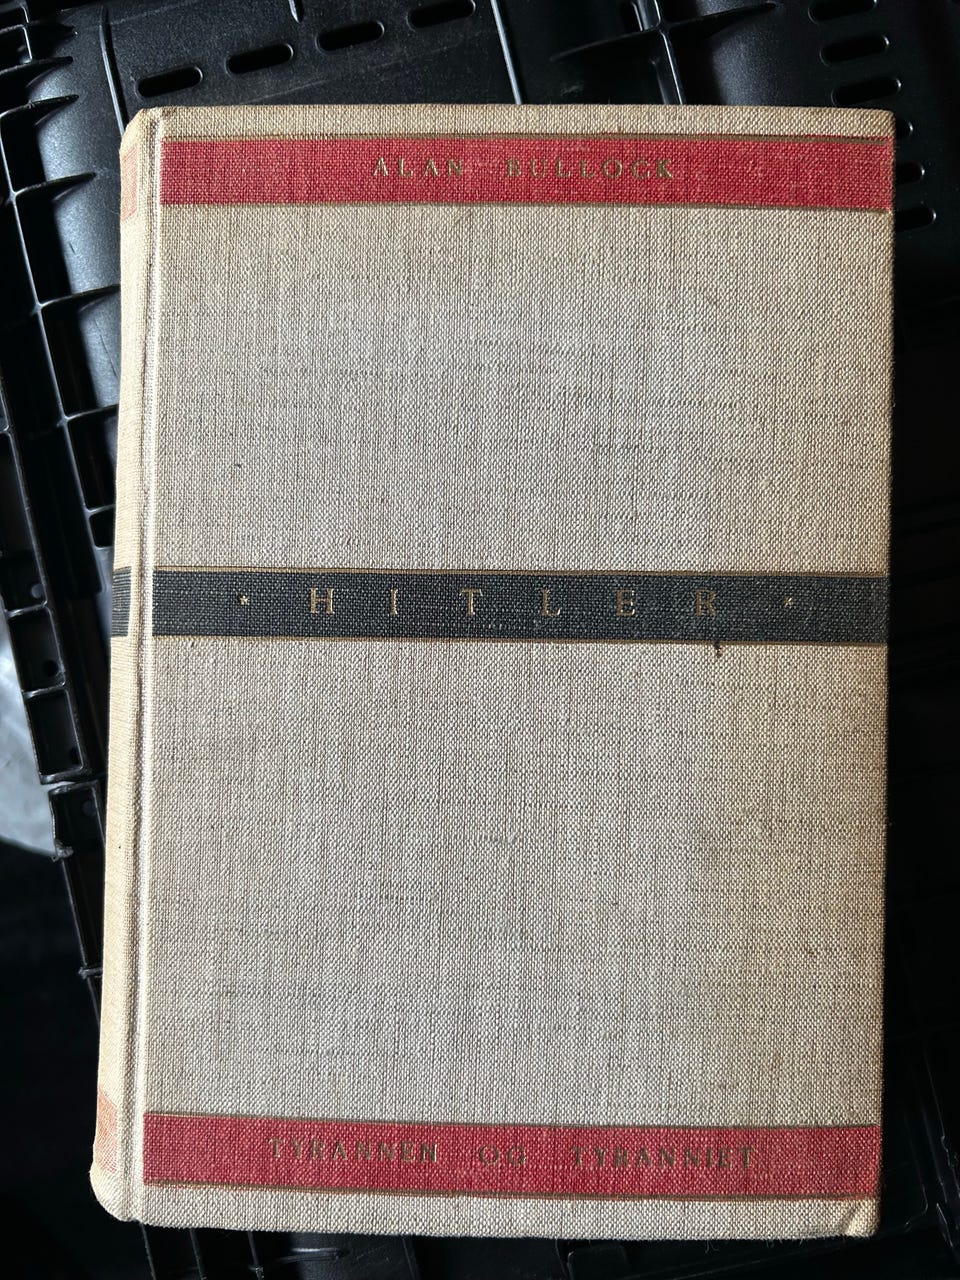 ALAN BULLOCK
* HITLER *
TYRANNEN OG TYRANNIET